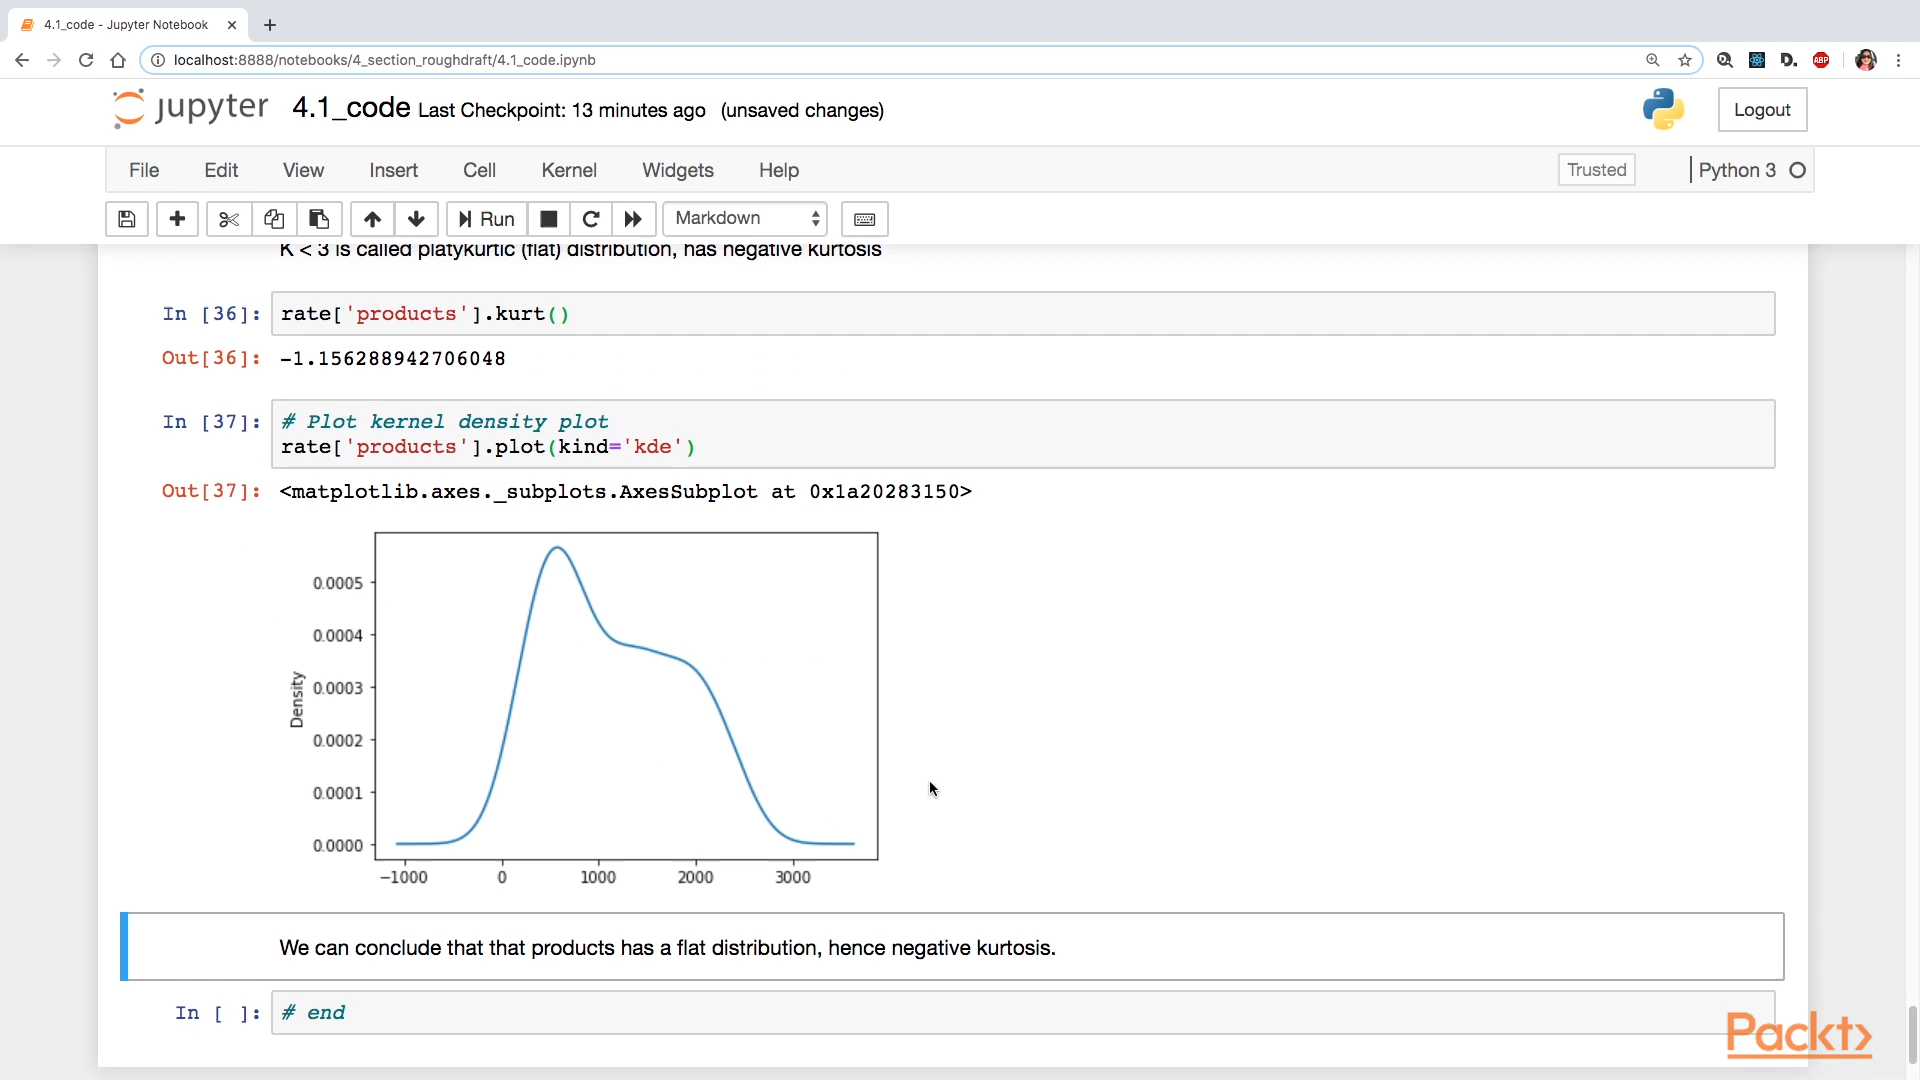 4.1_code - Jupyter Notebook
localhost:8888/notebooks/4_section_roughdraft/4.1_code.ipynb
D.
ABP
jupyter 4.1_code Last Checkpoint: 13 minutes ago (unsaved changes)
Logout
File Edit View Insert Cell Kernel Widgets Help
Trusted
Python 3
Run
Markdown
K < 3 is called platykurtic (flat) distribution, has negative kurtosis
In [36]: rate['products'].kurt()
Out[36]: -1.156288942706048
In [37]: # Plot kernel density plot
rate['products'].plot(kind='kde')
Out[37]: <matplotlib.axes._subplots.AxesSubplot at 0x1a20283150>
0.0005
0.0004
0.0003
0.0002
0.0001
0.0000
Density
−1000 0 1000 2000 3000
We can conclude that that products has a flat distribution, hence negative kurtosis.
In [ ]: # end
Packt>